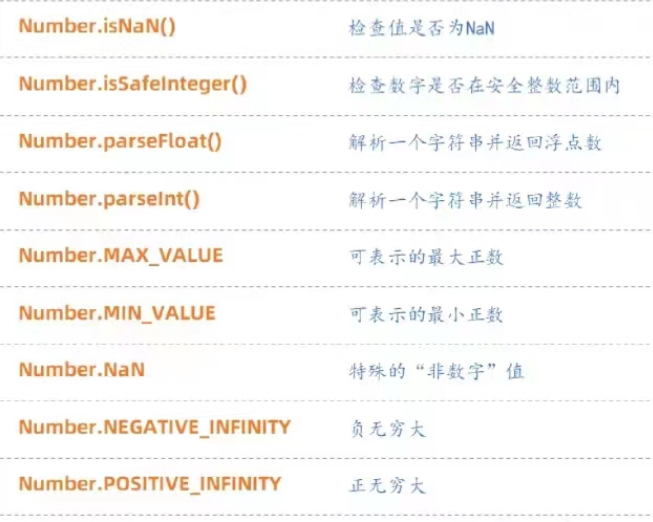 Number.isNaN() 检查值是否为NaN
Number.isSafeInteger() 检查数字是否在安全整数范围内
Number.parseFloat() 解析一个字符串并返回浮点数
Number.parseInt() 解析一个字符串并返回整数
Number.MAX_VALUE 可表示的最大正数
Number.MIN_VALUE 可表示的最小正数
Number.NaN 特殊的“非数字”值
Number.NEGATIVE_INFINITY 负无穷大
Number.POSITIVE_INFINITY 正无穷大